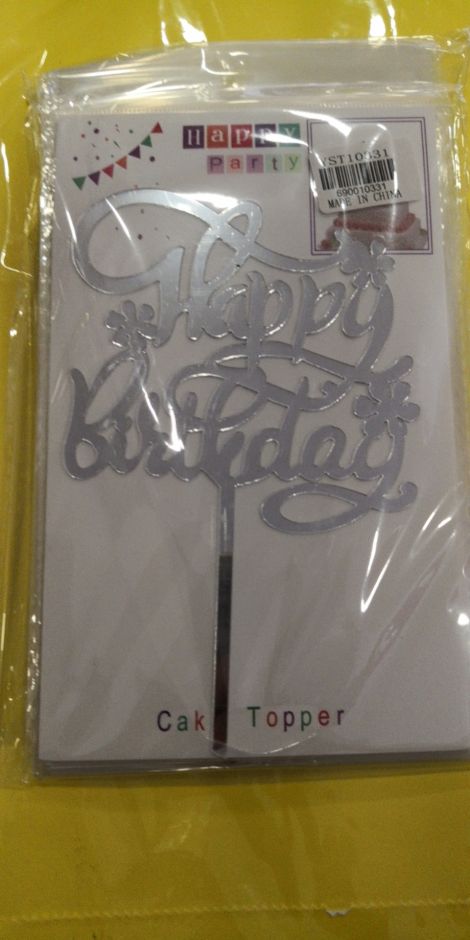 Happy
Party
YST10331
690010331
MADE IN CHINA
Happy
birthday
Cak Topper